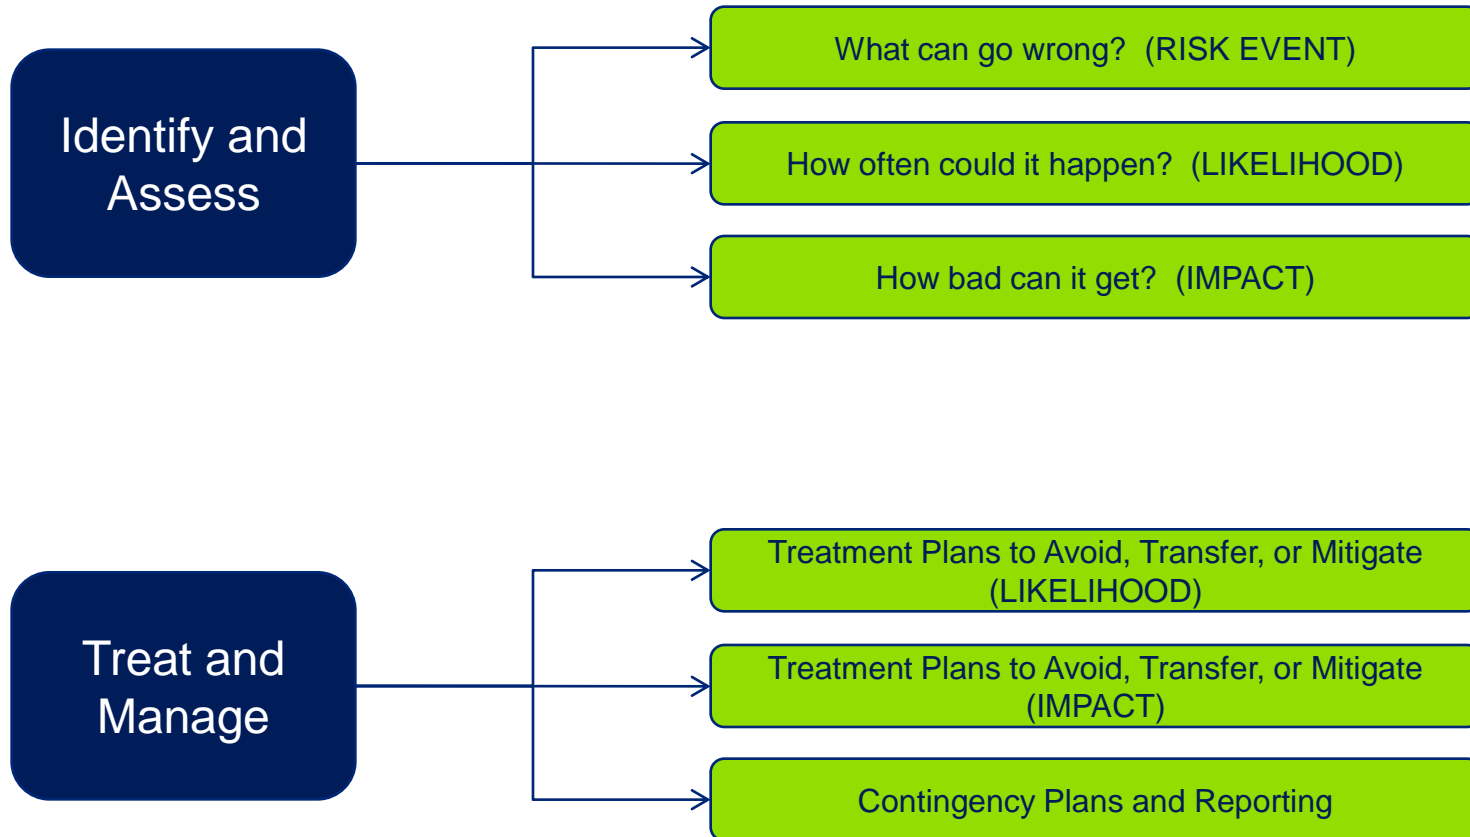 Identify and
Assess
What can go wrong?  (RISK EVENT)
How often could it happen?  (LIKELIHOOD)
How bad can it get?  (IMPACT)
Treat and
Manage
Treatment Plans to Avoid, Transfer, or Mitigate
(LIKELIHOOD)
Treatment Plans to Avoid, Transfer, or Mitigate
(IMPACT)
Contingency Plans and Reporting